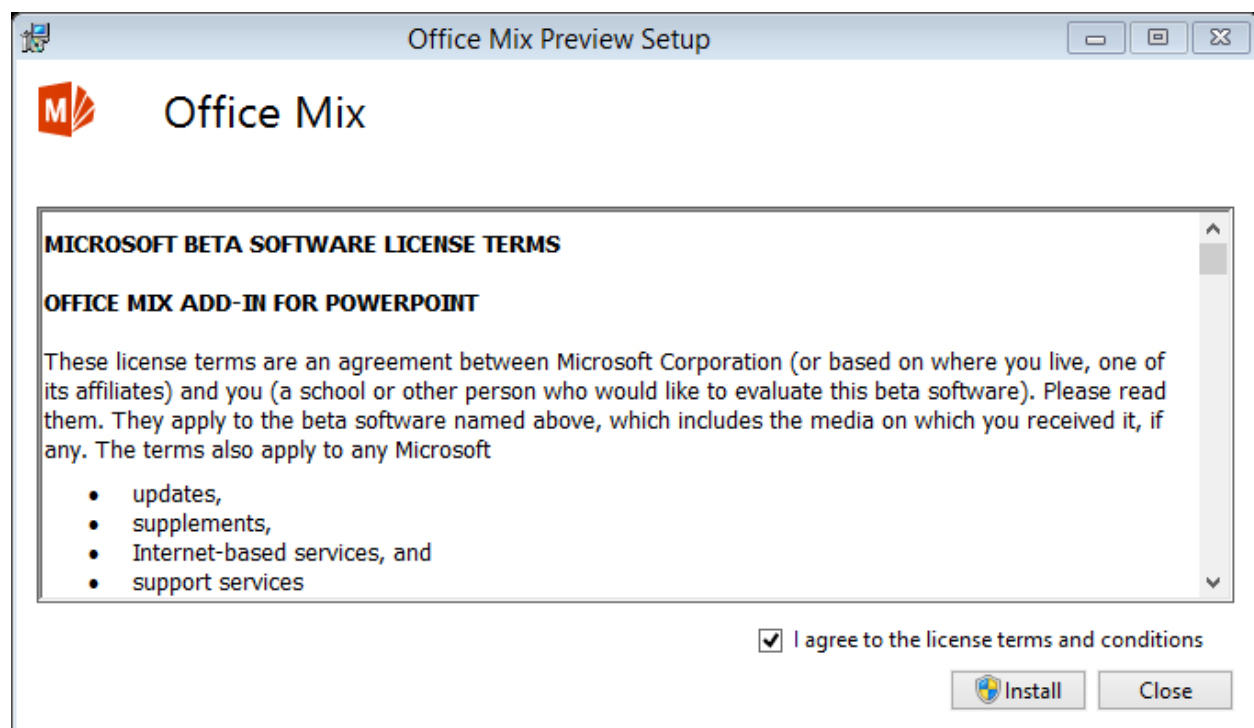 Office Mix Preview Setup
M
Office Mix
MICROSOFT BETA SOFTWARE LICENSE TERMS
OFFICE MIX ADD-IN FOR POWERPOINT
These license terms are an agreement between Microsoft Corporation (or based on where you live, one of
its affiliates) and you (a school or other person who would like to evaluate this beta software). Please read
them. They apply to the beta software named above, which includes the media on which you received it, if
any. The terms also apply to any Microsoft
• updates,
• supplements,
• Internet-based services, and
• support services
I agree to the license terms and conditions
Install Close